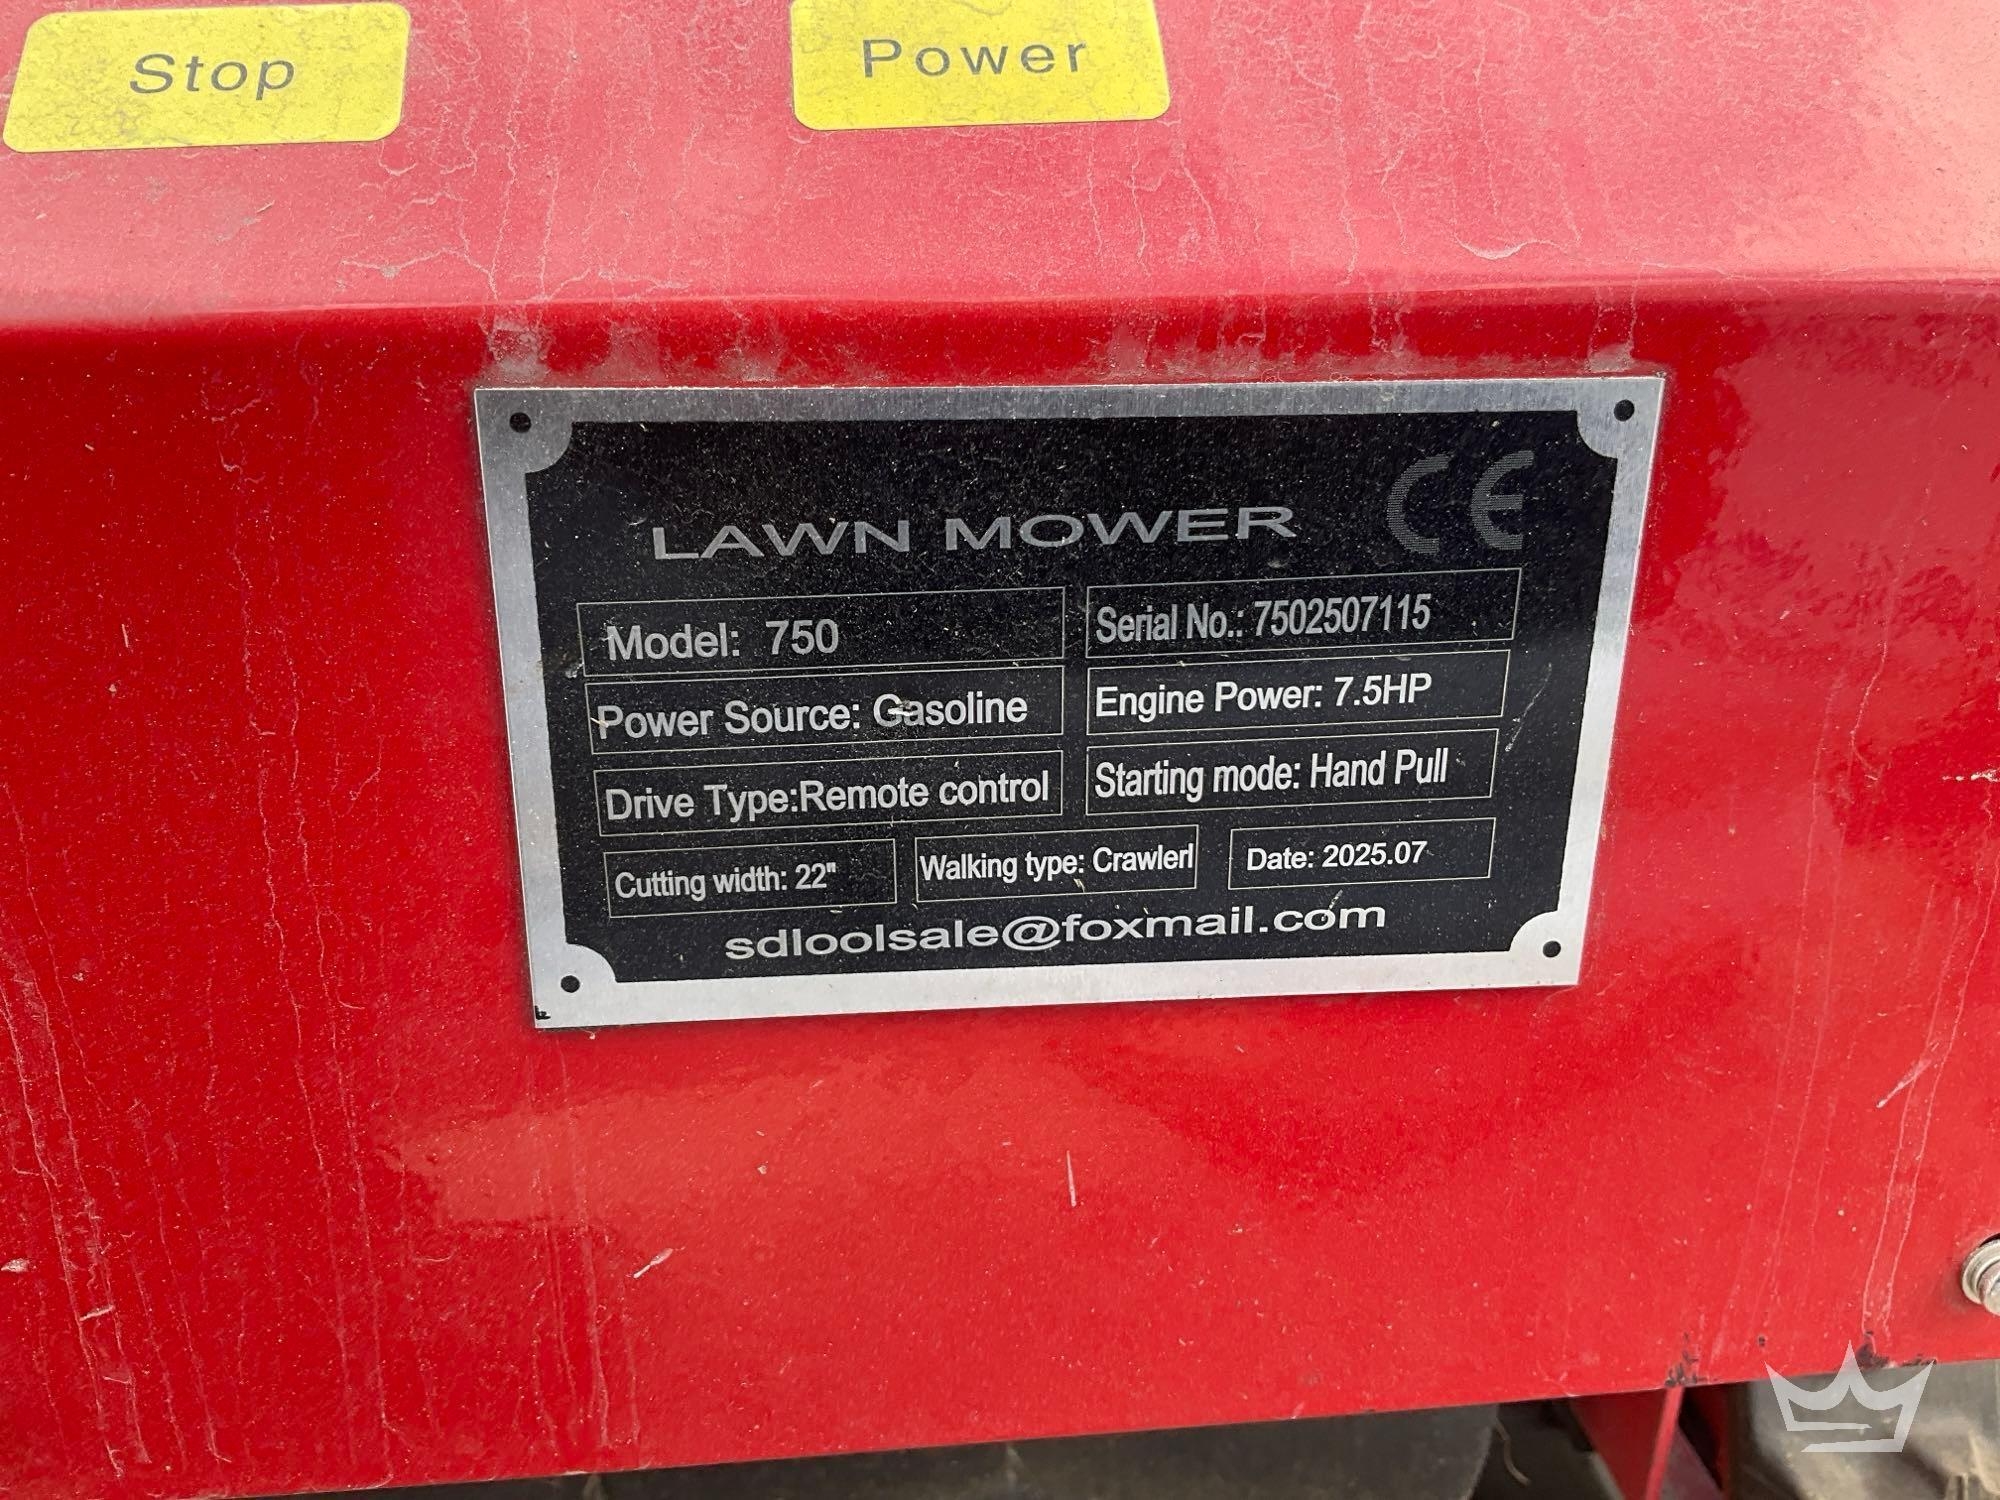 Stop
Power
LAWN MOWER CE
Model: 750
Serial No.: 7502507115
Power Source: Gasoline
Engine Power: 7.5HP
Drive Type:Remote control
Starting mode: Hand Pull
Cutting width: 22"
Walking type: Crawlerl
Date: 2025.07
sdloolsale@foxmail.com